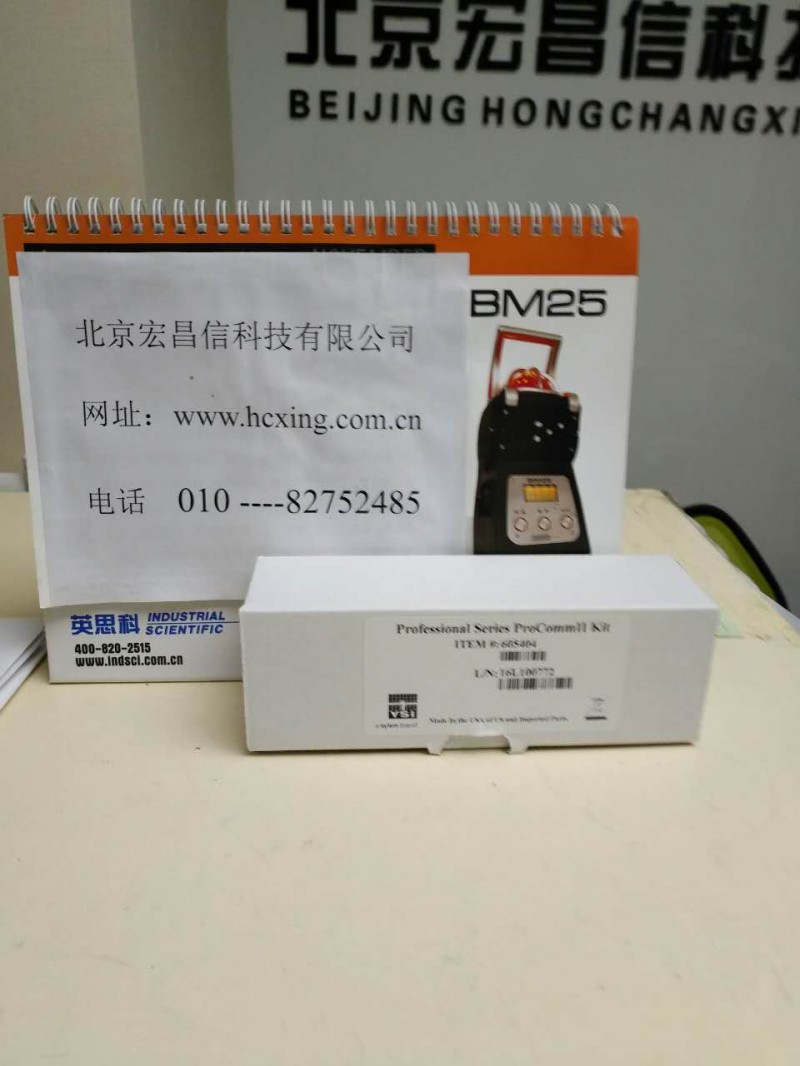 北京宏昌信科
BEIJING HONGCHANGXI
BM25
北京宏昌信科技有限公司
网址：www.hcxing.com.cn
电话 010 ----82752485
英思科 INDUSTRIAL
SCIENTIFIC
400-820-2515
www.indsci.com.cn
Professional Series ProCommII Kit
ITEM #:605404
L/N:16L100772
YSI
Made In the USA of US and Imported Parts.